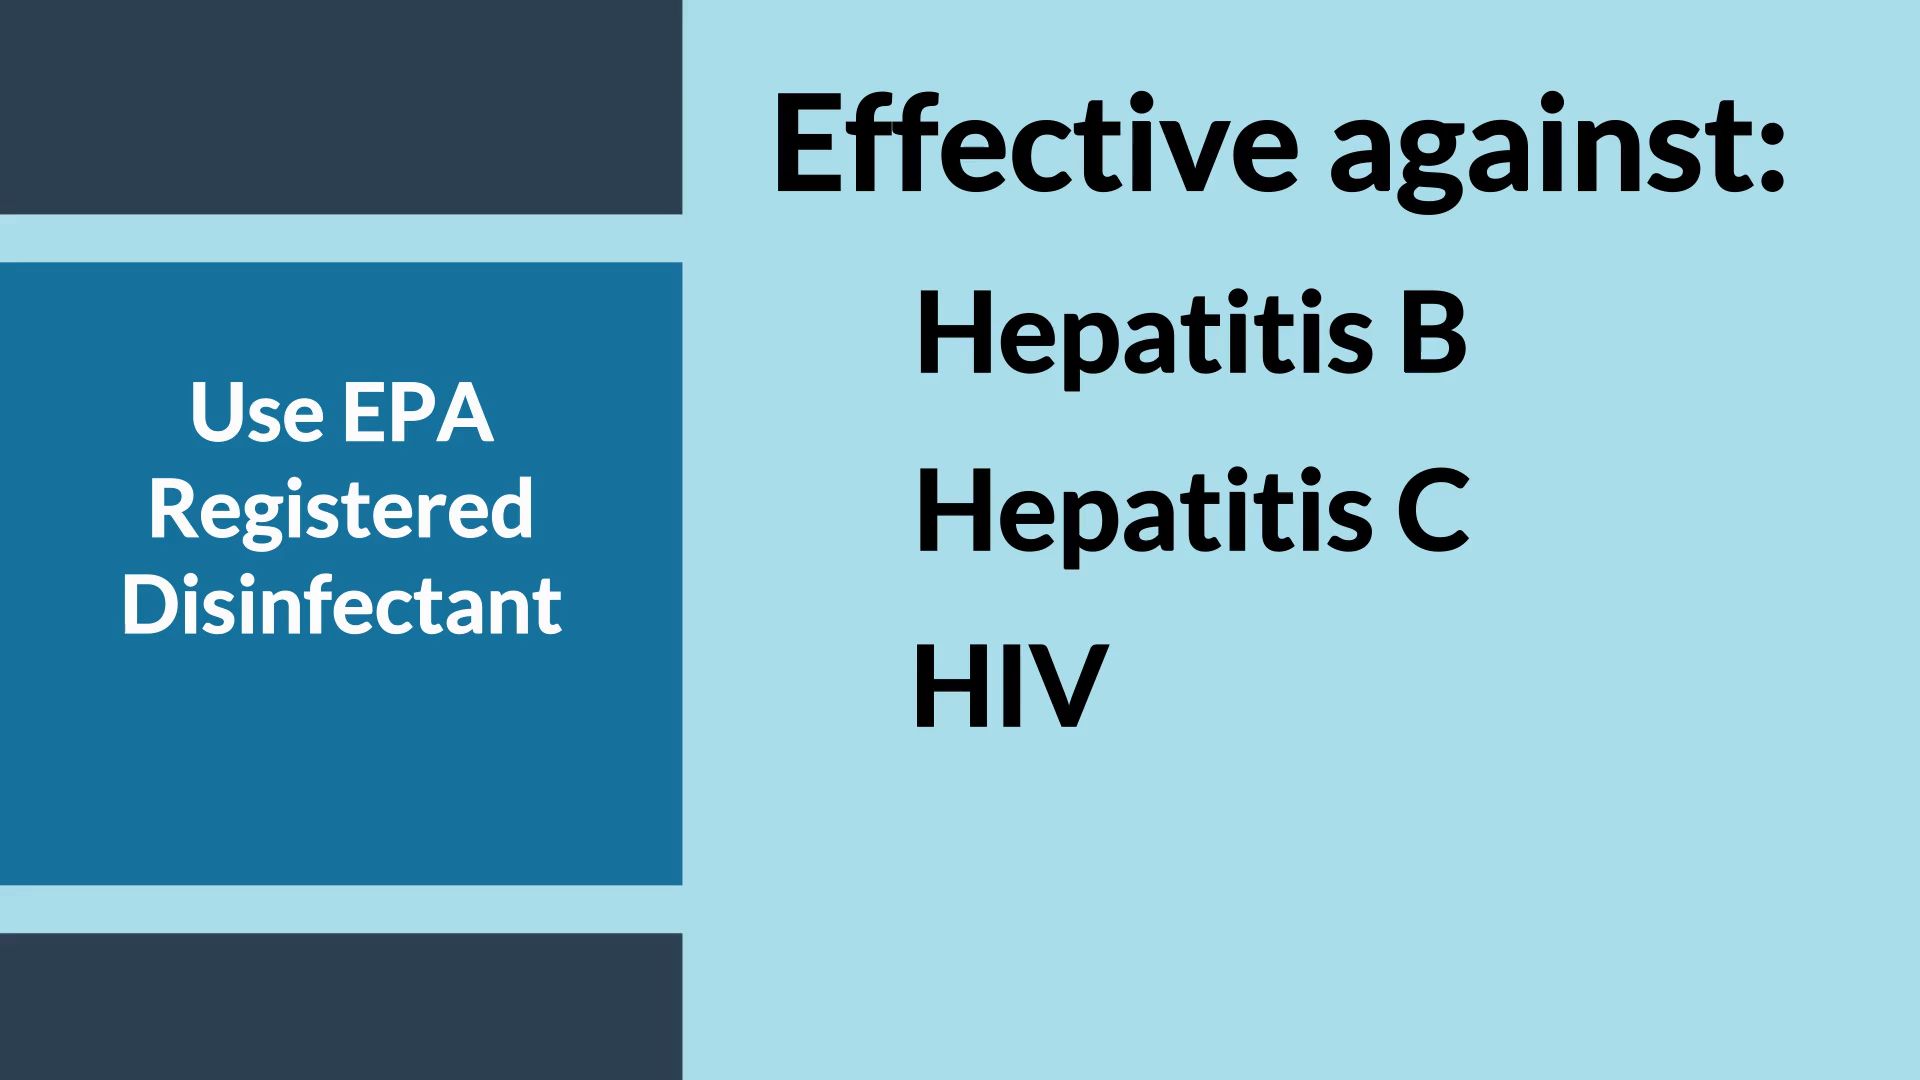 Use EPA
Registered
Disinfectant
Effective against:
Hepatitis B
Hepatitis C
HIV